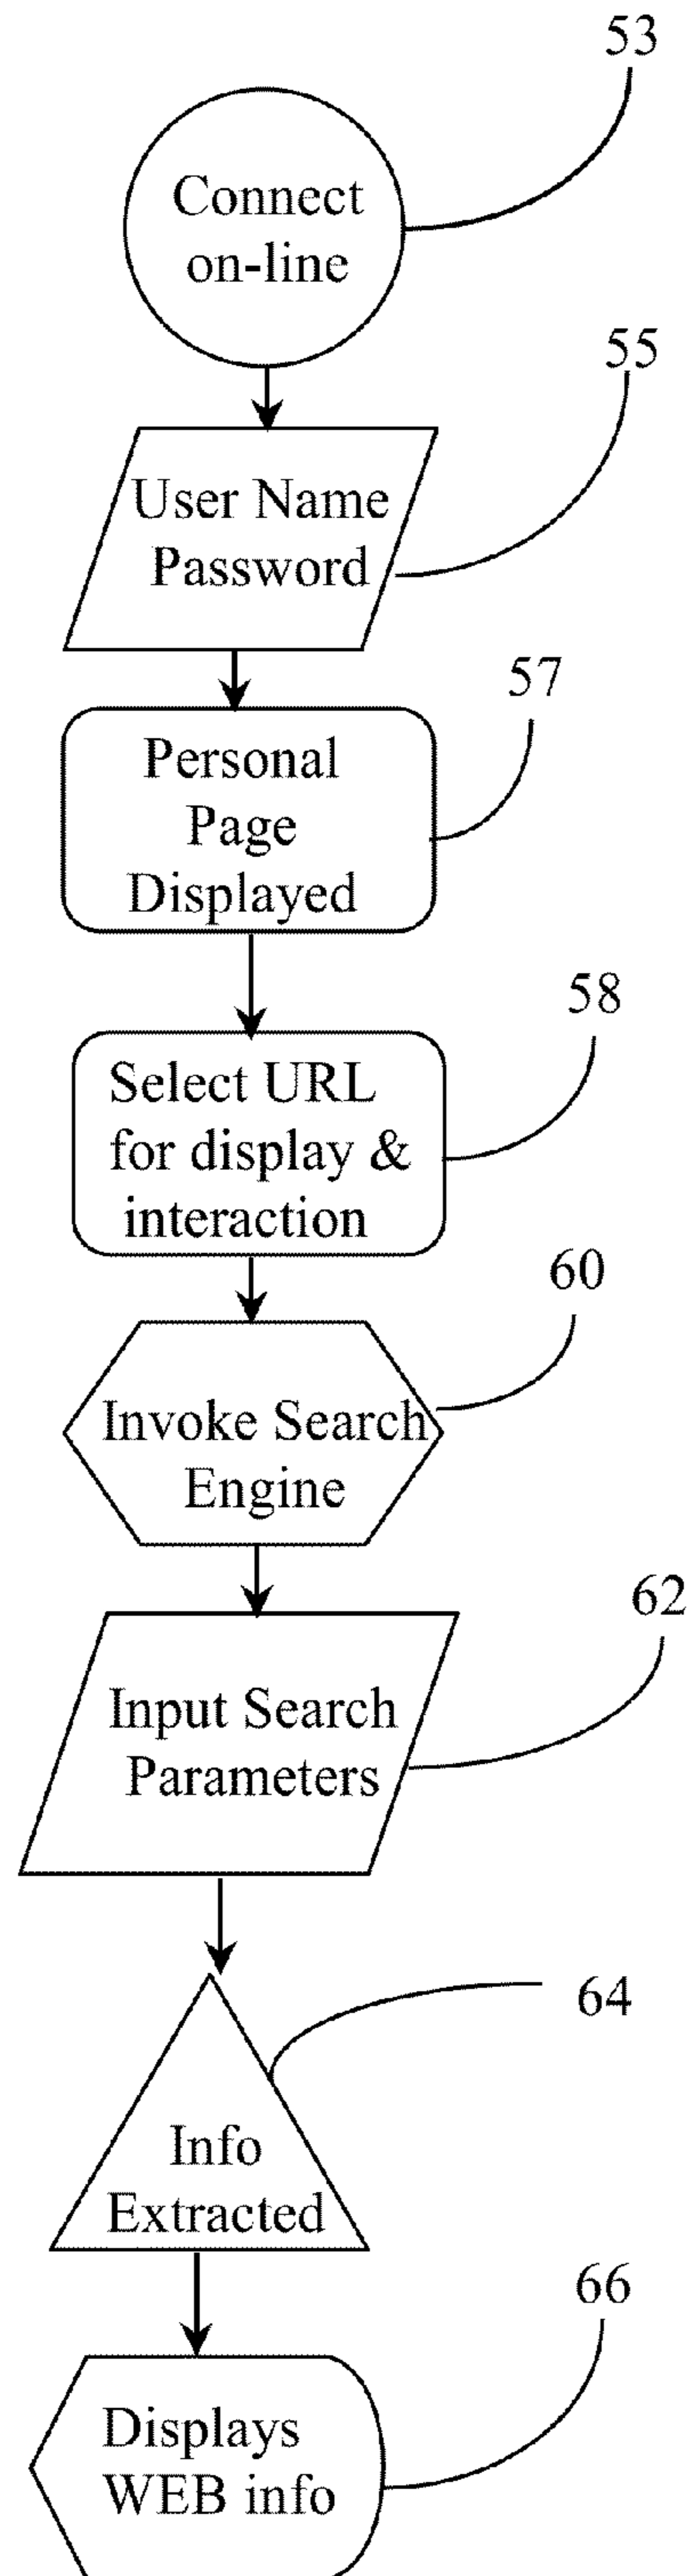 53
Connect
on-line
55
User Name
Password
57
Personal
Page
Displayed
58
Select URL
for display &
interaction
60
Invoke Search
Engine
62
Input Search
Parameters
64
Info
Extracted
66
Displays
WEB info